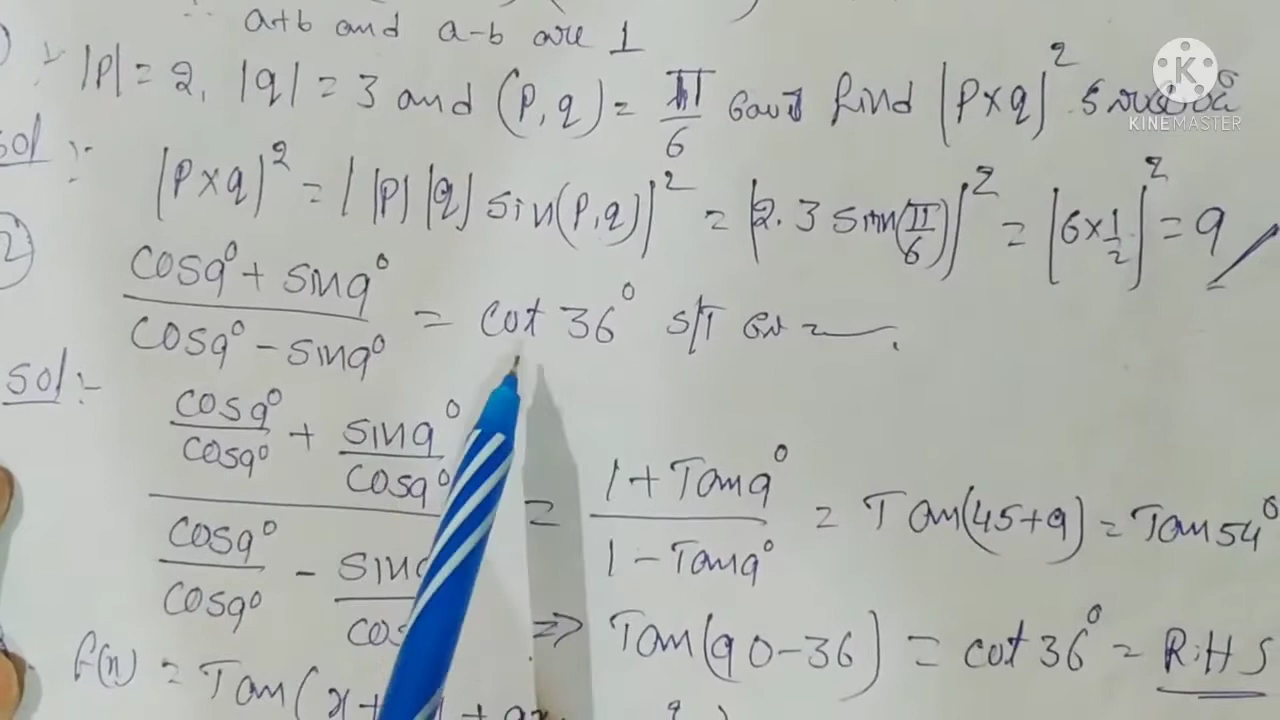 ∴ a+b and a-b are ⊥
|P| = 2, |q| = 3 and (P,q) = π/6 find |P×q|²
KINEMASTER
sol :- |P×q|² = | |P| |q| sin(P,q)|² = |2.3 sin(π/6)|² = |6×1/2|² = 9
2 (cos9° + sin9°)/(cos9° - sin9°) = cot 36° S/T
sol:-
(cos9°/cos9° + sin9°/cos9°)/(cos9°/cos9° - sin = (1 + Tan9°)/(1 - Tan9°) = Tan(45+9) = Tan54°
⇒ Tan(90-36) = cot 36° = R.H S
f(x) = Tan(